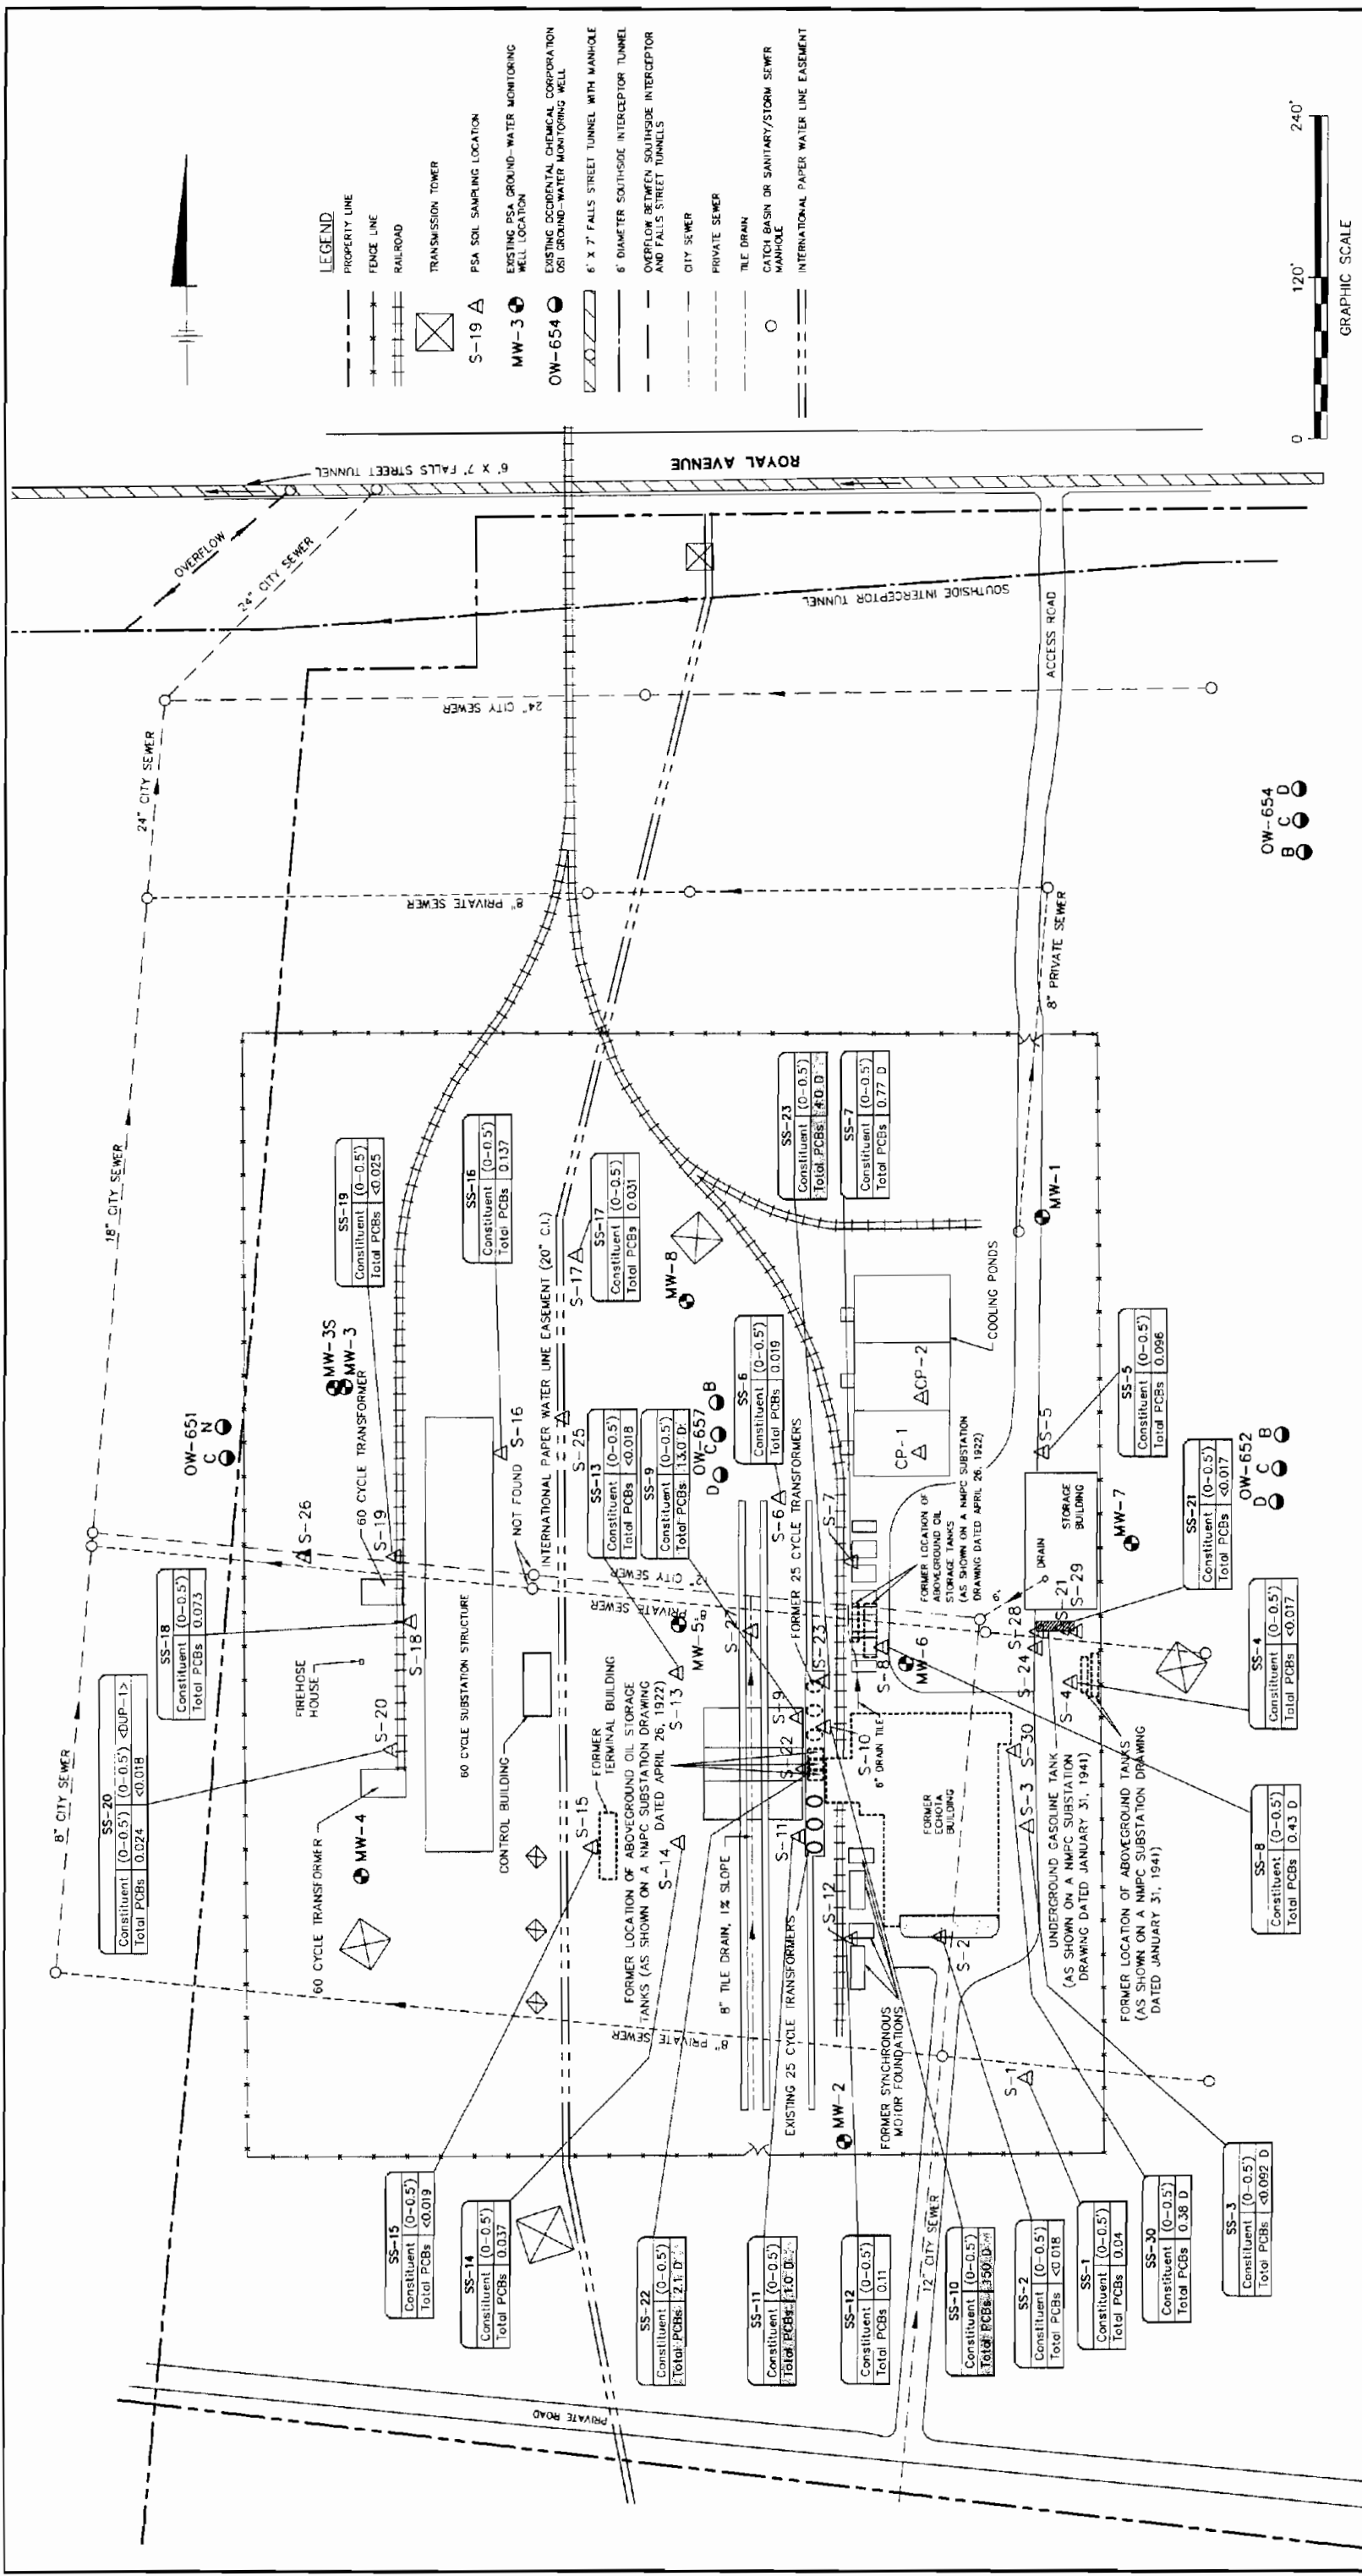 LEGEND
PROPERTY LINE
FENCE LINE
RAILROAD
TRANSMISSION TOWER
S-19
PSA SOIL SAMPLING LOCATION
MW-3
EXISTING PSA GROUND-WATER MONITORING
WELL LOCATION
OW-654
EXISTING OCCIDENTAL CHEMICAL CORPORATION
OSI GROUND-WATER MONITORING WELL
6' X 7' FALLS STREET TUNNEL WITH MANHOLE
6' DIAMETER SOUTHSIDE INTERCEPTOR TUNNEL
OVERFLOW BETWEEN SOUTHSIDE INTERCEPTOR
AND FALLS STREET TUNNELS
CITY SEWER
PRIVATE SEWER
TILE DRAIN
CATCH BASIN OR SANITARY/STORM SEWER
MANHOLE
INTERNATIONAL PAPER WATER LINE EASEMENT
0
120'
240'
GRAPHIC SCALE
6' X 7' FALLS STREET TUNNEL
ROYAL AVENUE
OVERFLOW
24" CITY SEWER
SOUTHSIDE INTERCEPTOR TUNNEL
ACCESS ROAD
24" CITY SEWER
24" CITY SEWER
8" PRIVATE SEWER
8" PRIVATE SEWER
OW-654
B C D
18" CITY SEWER
8" CITY SEWER
OW-651
C N
S-26
MW-3S
MW-3
60 CYCLE TRANSFORMER
S-19
SS-19
Constituent (0-0.5')
Total PCBs <0.025
SS-16
Constituent (0-0.5')
Total PCBs 0.137
S-17
SS-17
Constituent (0-0.5')
Total PCBs 0.031
MW-8
SS-23
Constituent (0-0.5')
Total PCBs 4.0 D
SS-7
Constituent (0-0.5')
Total PCBs 0.77 D
MW-1
COOLING PONDS
CP-1
CP-2
SS-6
Constituent (0-0.5')
Total PCBs 0.019
SS-5
Constituent (0-0.5')
Total PCBs 0.096
S-5
INTERNATIONAL PAPER WATER LINE EASEMENT (20" C.I.)
S-16
NOT FOUND
S-25
SS-13
Constituent (0-0.5')
Total PCBs <0.018
SS-9
Constituent (0-0.5')
Total PCBs 13.0 D
OW-657
D C B
S-6
FORMER 25 CYCLE TRANSFORMERS
S-7
FORMER LOCATION OF
ABOVEGROUND OIL
STORAGE TANKS
(AS SHOWN ON A NMPC SUBSTATION
DRAWING DATED APRIL 26, 1922)
STORAGE
BUILDING
DRAIN
MW-7
SS-21
Constituent (0-0.5')
Total PCBs <0.017
OW-652
D C B
SS-18
Constituent (0-0.5')
Total PCBs 0.073
S-18
FIREHOSE
HOUSE
SS-20
Constituent (0-0.5') (0-0.5') <DUP-1>
Total PCBs 0.024 <0.018
S-20
60 CYCLE SUBSTATION STRUCTURE
CONTROL BUILDING
60 CYCLE TRANSFORMER
MW-4
12" CITY SEWER
8" PRIVATE SEWER
MW-5
S-27
S-23
S-8
MW-6
S-28
S-21
S-29
S-24
S-4
SS-4
Constituent (0-0.5')
Total PCBs <0.017
S-15
FORMER
TERMINAL BUILDING
FORMER LOCATION OF ABOVEGROUND OIL STORAGE
TANKS (AS SHOWN ON A NMPC SUBSTATION DRAWING
DATED APRIL 26, 1922)
S-13
S-14
S-9
S-22
S-10
6" DRAIN TILE
S-11
8" TILE DRAIN, 1% SLOPE
EXISTING 25 CYCLE TRANSFORMERS
S-12
FORMER
ECHOTA
BUILDING
S-30
S-3
S-2
UNDERGROUND GASOLINE TANK
(AS SHOWN ON A NMPC SUBSTATION
DRAWING DATED JANUARY 31, 1941)
FORMER LOCATION OF ABOVEGROUND TANKS
(AS SHOWN ON A NMPC SUBSTATION DRAWING
DATED JANUARY 31, 1941)
SS-8
Constituent (0-0.5')
Total PCBs 0.43 D
8" PRIVATE SEWER
MW-2
FORMER SYNCHRONOUS
MOTOR FOUNDATIONS
S-1
12" CITY SEWER
PRIVATE ROAD
SS-15
Constituent (0-0.5')
Total PCBs <0.019
SS-14
Constituent (0-0.5')
Total PCBs 0.037
SS-22
Constituent (0-0.5')
Total PCBs 2.1 D
SS-11
Constituent (0-0.5')
Total PCBs 1.0 D
SS-12
Constituent (0-0.5')
Total PCBs 0.11
SS-10
Constituent (0-0.5')
Total PCBs
SS-2
Constituent (0-0.5')
Total PCBs <0.018
SS-1
Constituent (0-0.5')
Total PCBs 0.04
SS-30
Constituent (0-0.5')
Total PCBs 0.38 D
SS-3
Constituent (0-0.5')
Total PCBs <0.092 D